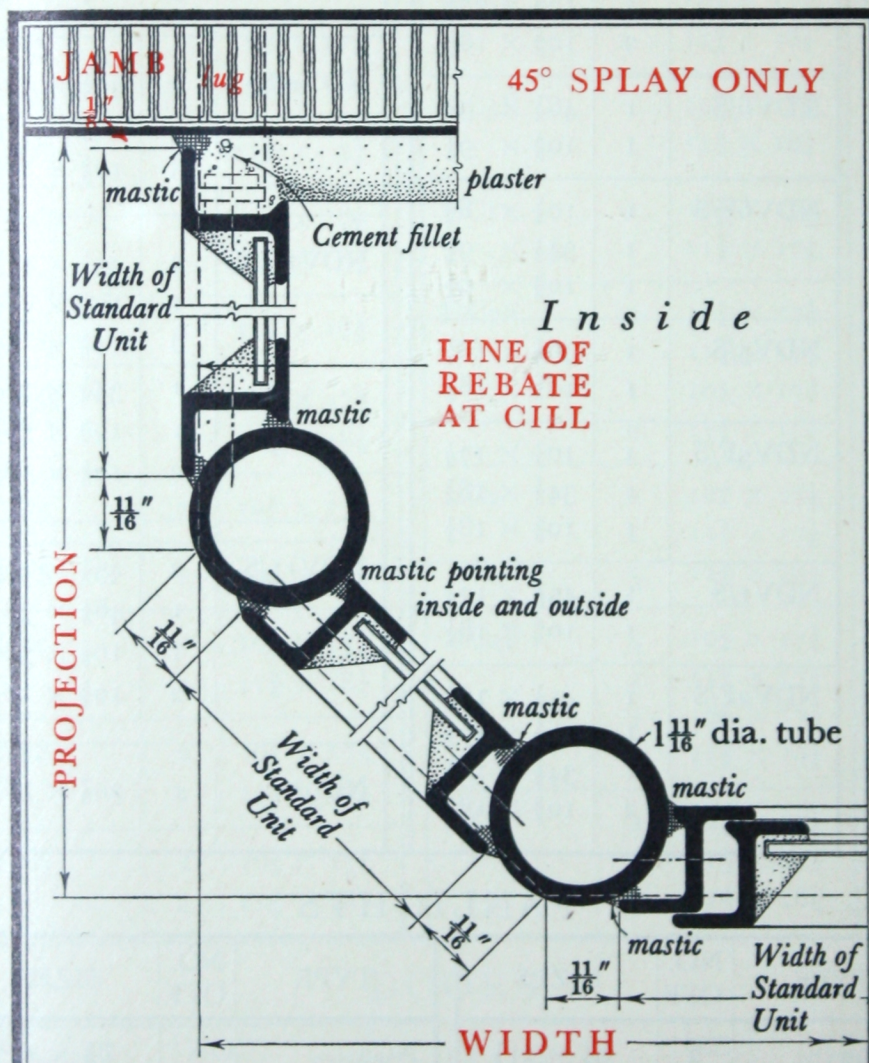 JAMB lug
45° SPLAY ONLY
1/8"
mastic
plaster
Cement fillet
Width of
Standard
Unit
Inside
LINE OF
REBATE
AT CILL
mastic
11/16"
mastic pointing
inside and outside
PROJECTION
11/16"
mastic
1 11/16" dia. tube
Width of
Standard
Unit
mastic
11/16"
mastic
11/16"
Width of
Standard
Unit
WIDTH